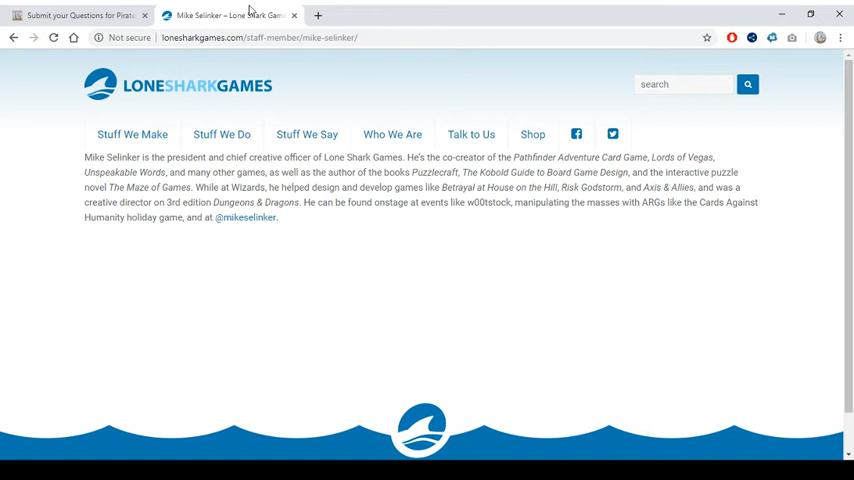 Submit your Questions for Pirate
Mike Selinker – Lone Shark Game
Not secure
lonesharkgames.com/staff-member/mike-selinker/
LONESHARKGAMES
search
Stuff We Make
Stuff We Do
Stuff We Say
Who We Are
Talk to Us
Shop
Mike Selinker is the president and chief creative officer of Lone Shark Games. He's the co-creator of the Pathfinder Adventure Card Game, Lords of Vegas,
Unspeakable Words, and many other games, as well as the author of the books Puzzlecraft, The Kobold Guide to Board Game Design, and the interactive puzzle
novel The Maze of Games. While at Wizards, he helped design and develop games like Betrayal at House on the Hill, Risk Godstorm, and Axis & Allies, and was a
creative director on 3rd edition Dungeons & Dragons. He can be found onstage at events like w00tstock, manipulating the masses with ARGs like the Cards Against
Humanity holiday game, and at @mikeselinker.